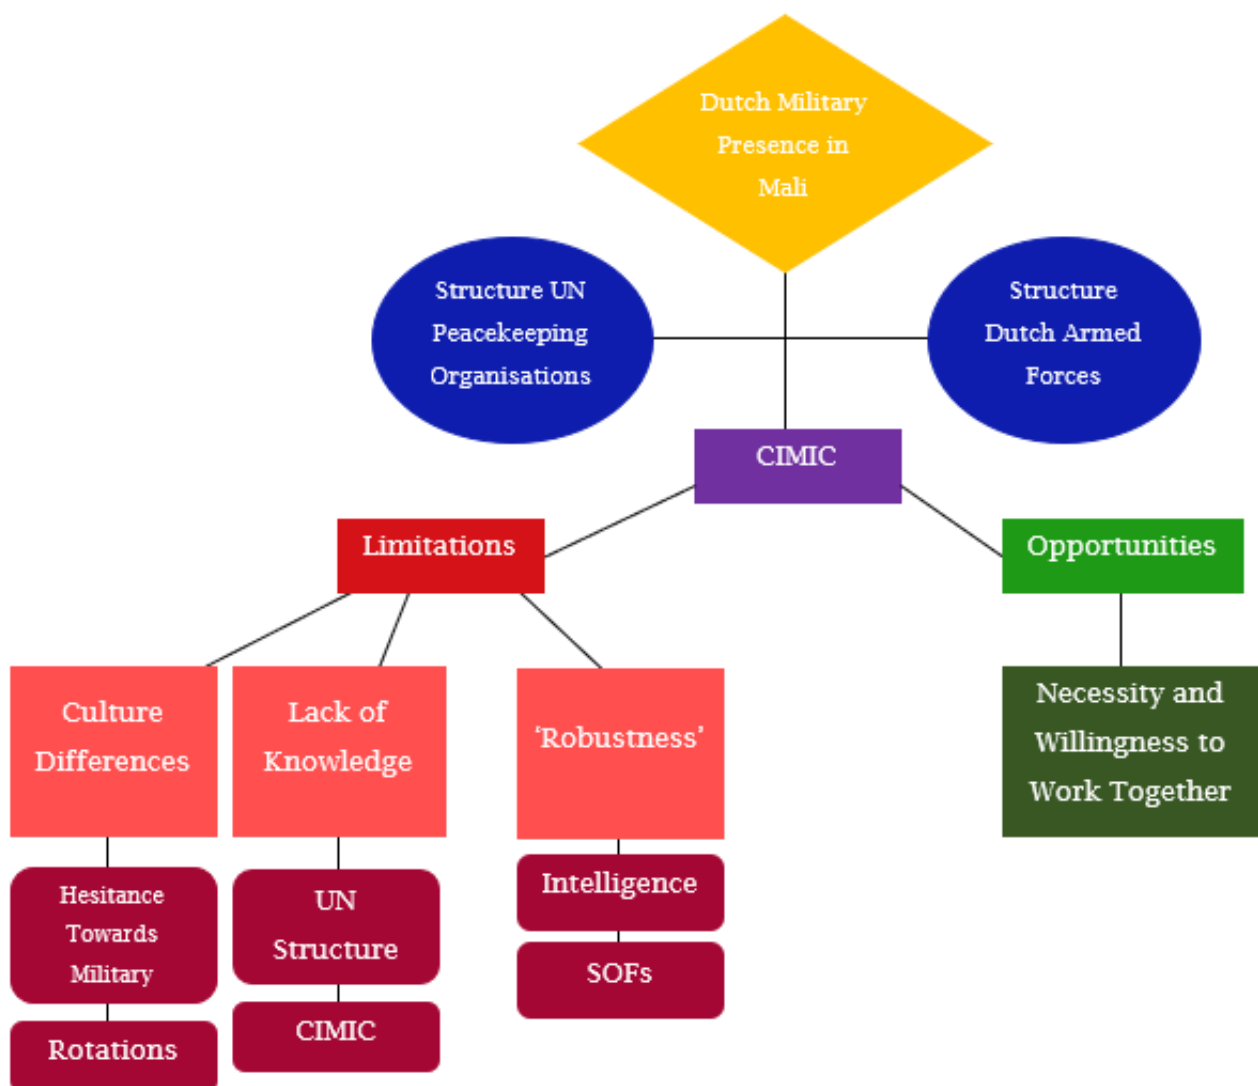 Dutch Military
Presence in
Mali
Structure UN
Peacekeeping
Organisations
Structure
Dutch Armed
Forces
CIMIC
Limitations
Opportunities
Culture
Differences
Lack of
Knowledge
'Robustness'
Necessity and
Willingness to
Work Together
Hesitance
Towards
Military
Rotations
UN
Structure
CIMIC
Intelligence
SOFs